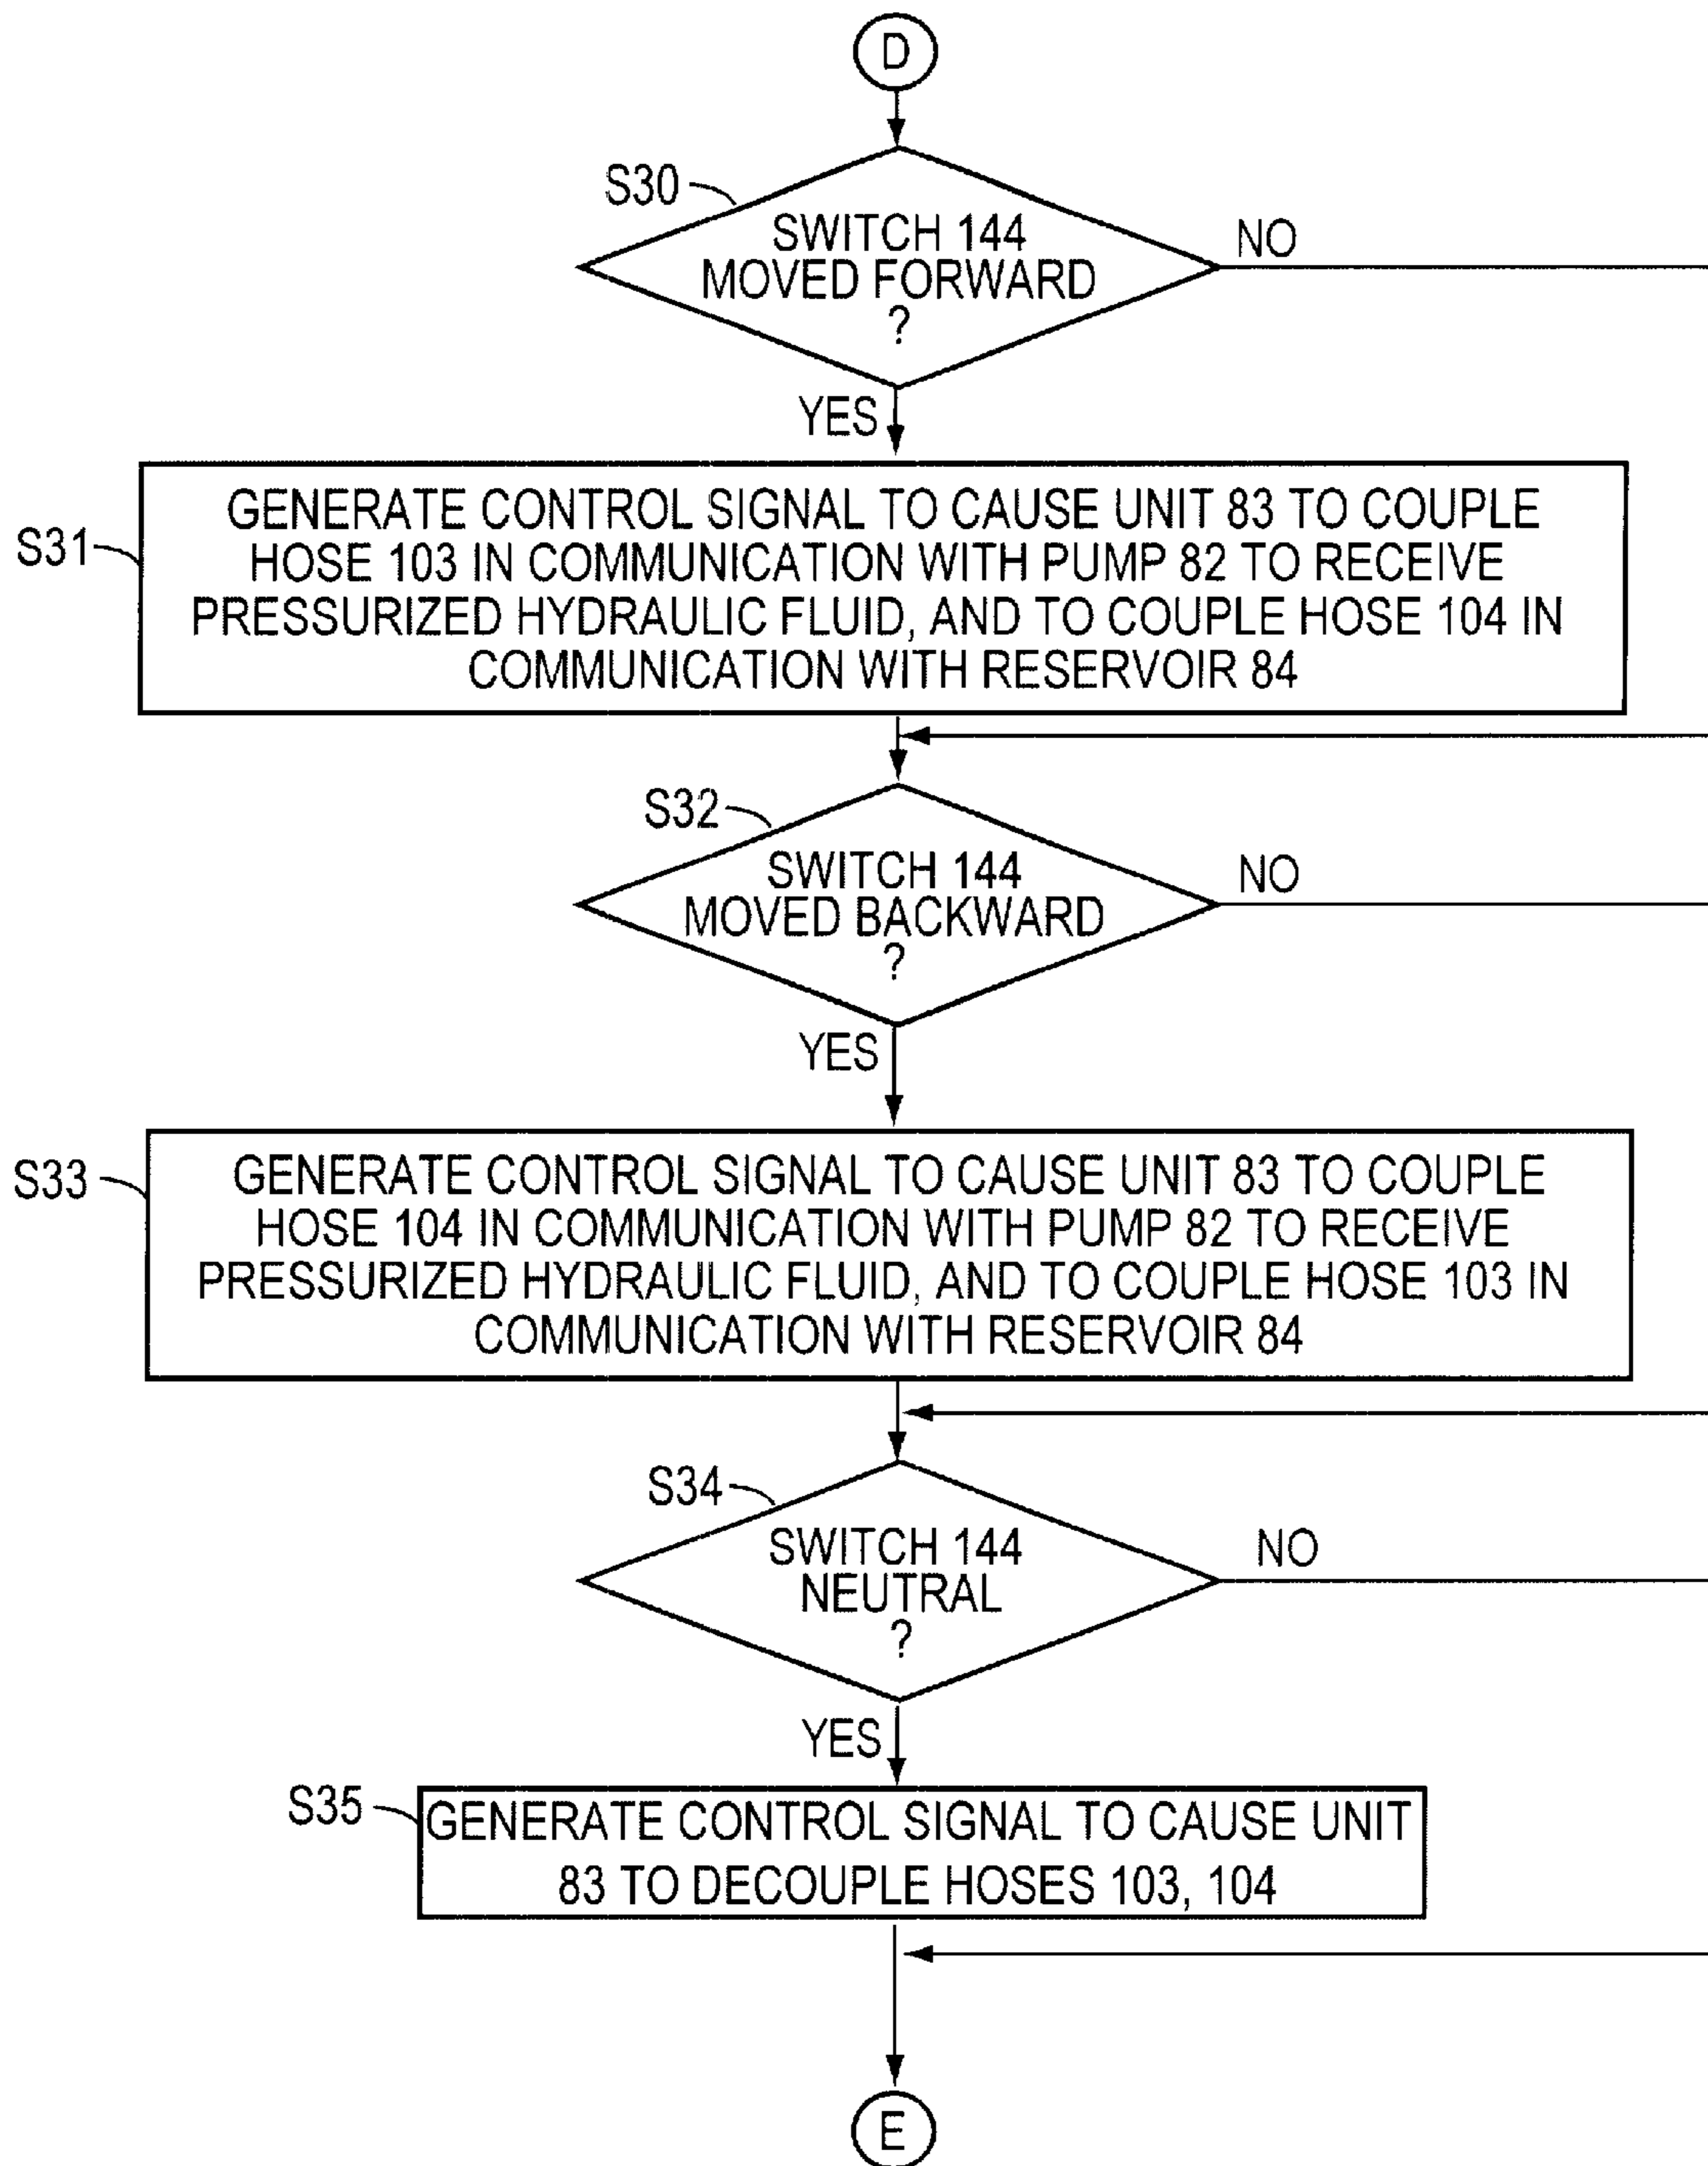 D
S30
SWITCH 144
MOVED FORWARD
?
NO
YES
S31
GENERATE CONTROL SIGNAL TO CAUSE UNIT 83 TO COUPLE
HOSE 103 IN COMMUNICATION WITH PUMP 82 TO RECEIVE
PRESSURIZED HYDRAULIC FLUID, AND TO COUPLE HOSE 104 IN
COMMUNICATION WITH RESERVOIR 84
S32
SWITCH 144
MOVED BACKWARD
?
NO
YES
S33
GENERATE CONTROL SIGNAL TO CAUSE UNIT 83 TO COUPLE
HOSE 104 IN COMMUNICATION WITH PUMP 82 TO RECEIVE
PRESSURIZED HYDRAULIC FLUID, AND TO COUPLE HOSE 103 IN
COMMUNICATION WITH RESERVOIR 84
S34
SWITCH 144
NEUTRAL
?
NO
YES
S35
GENERATE CONTROL SIGNAL TO CAUSE UNIT
83 TO DECOUPLE HOSES 103, 104
E